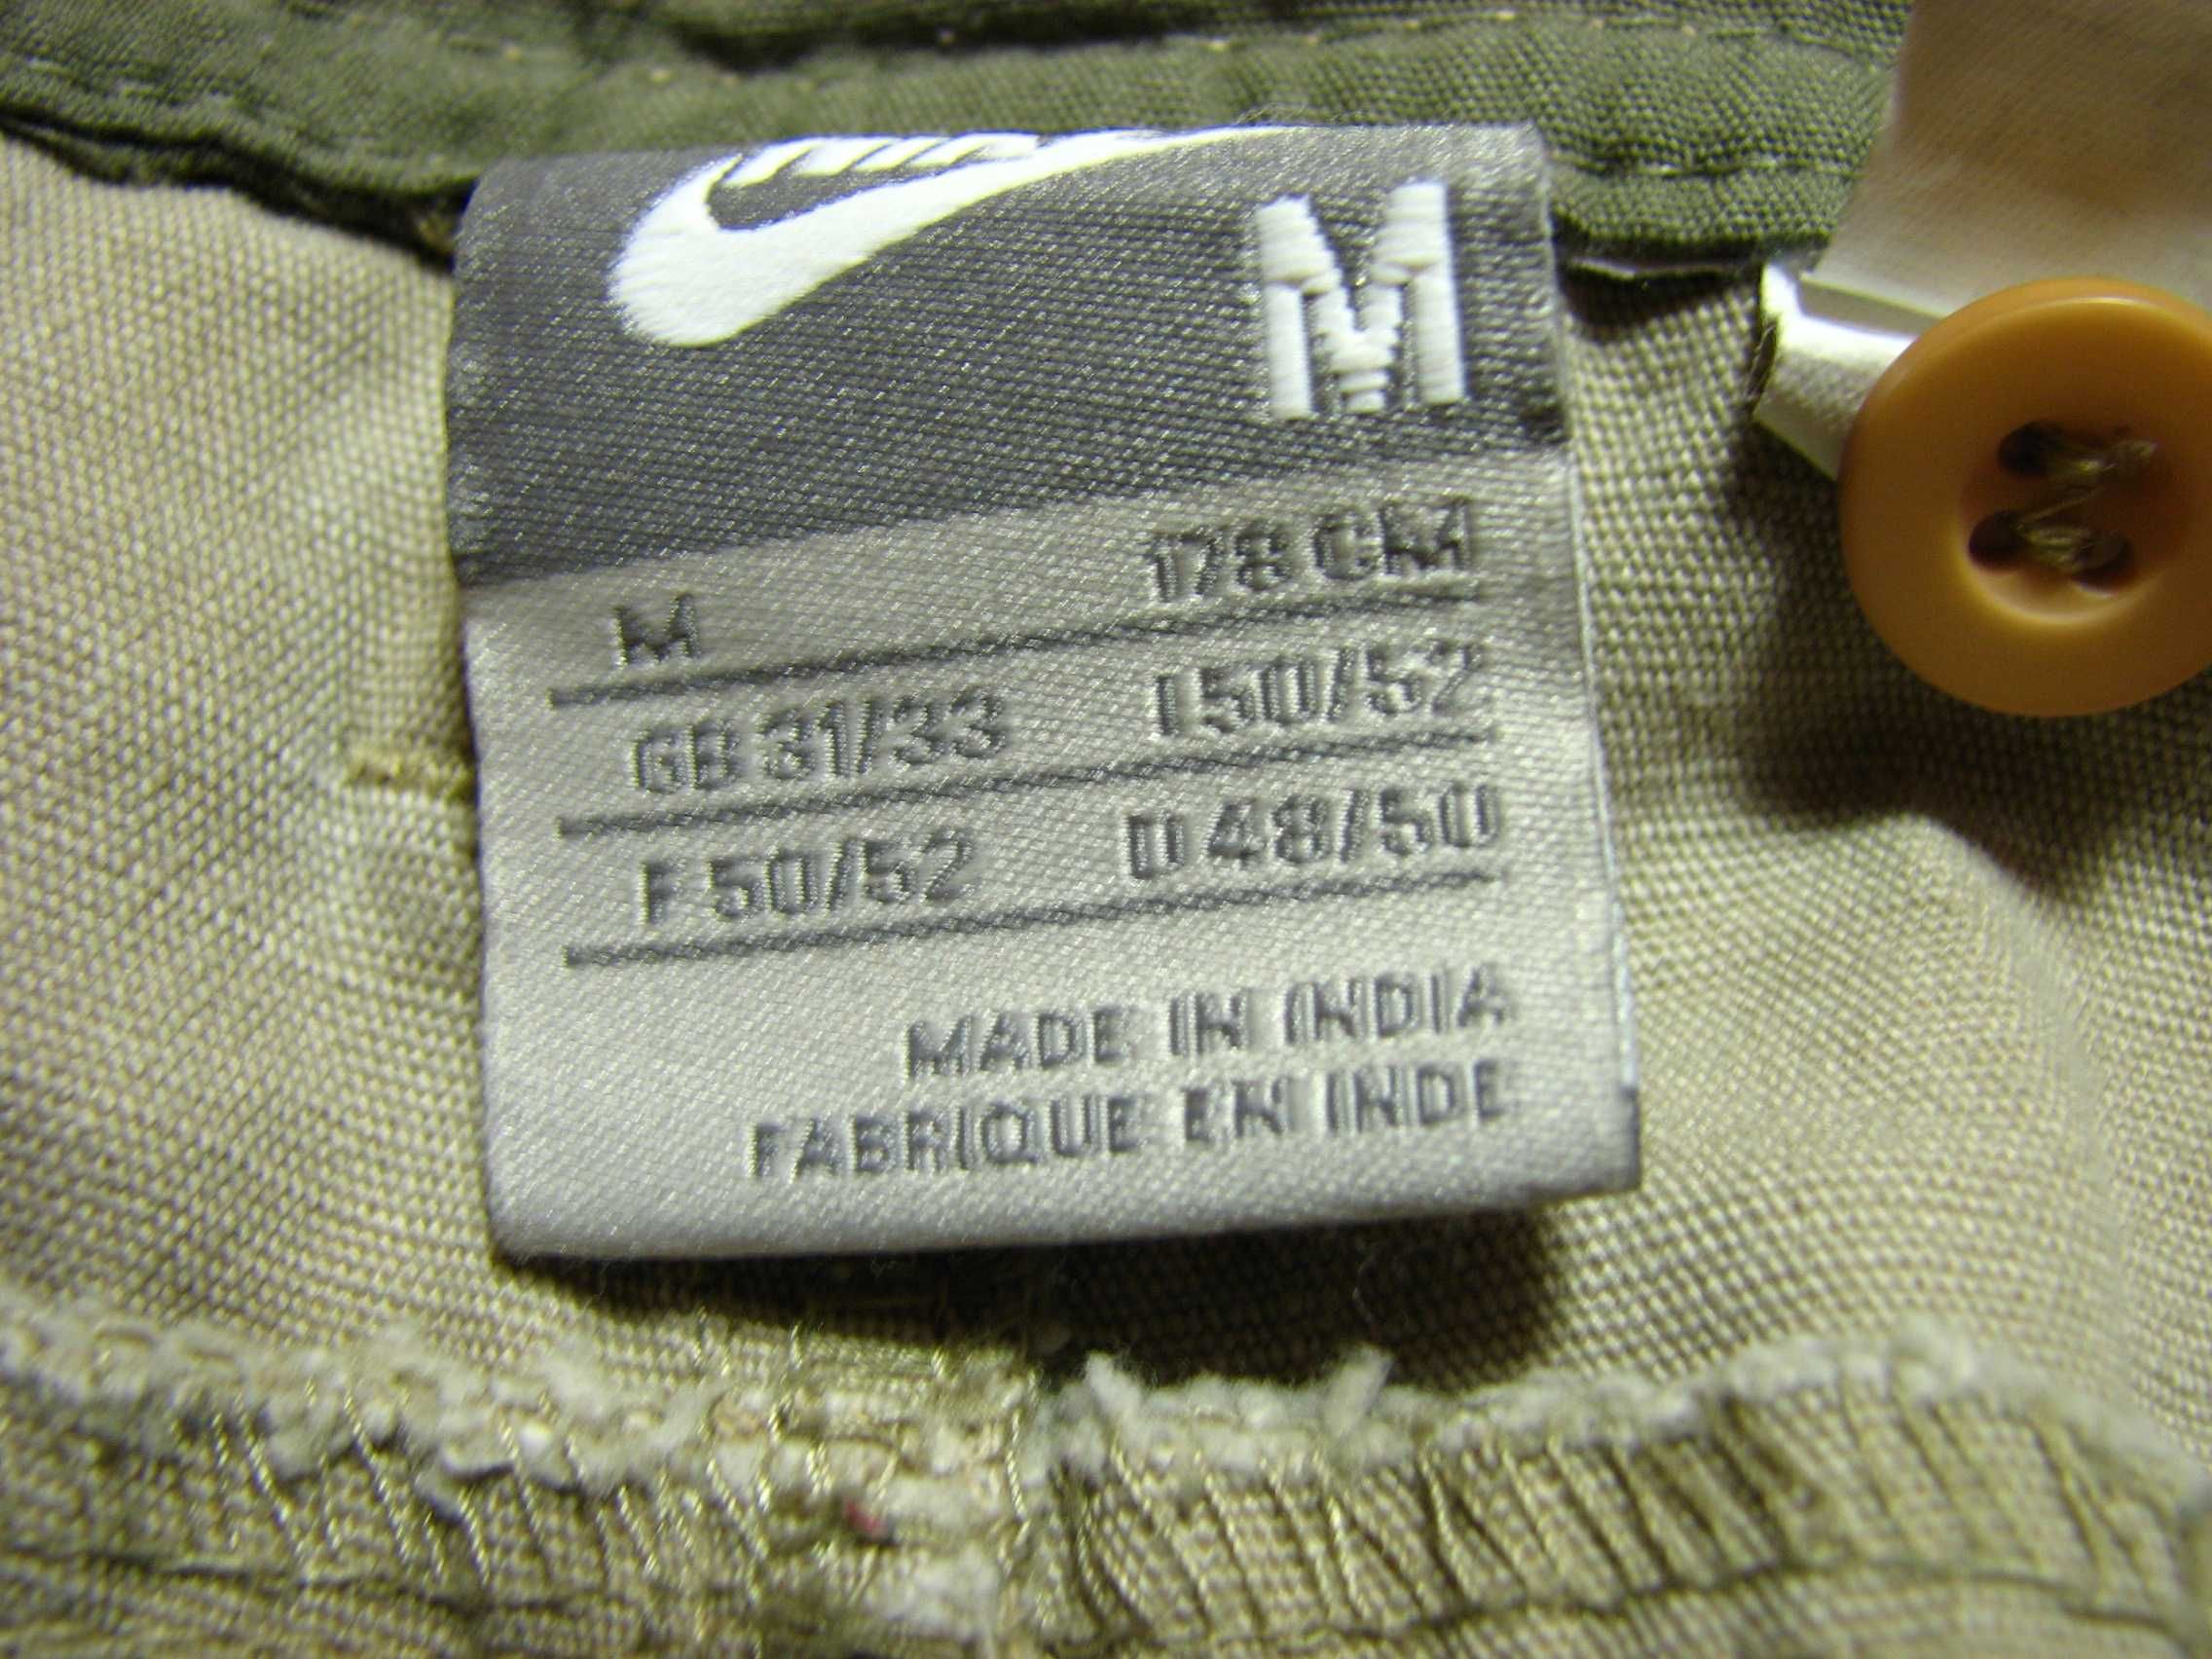 M
M 178 CM
GB 31/33 I 50/52
F 50/52 D 48/50
MADE IN INDIA
FABRIQUE EN INDE